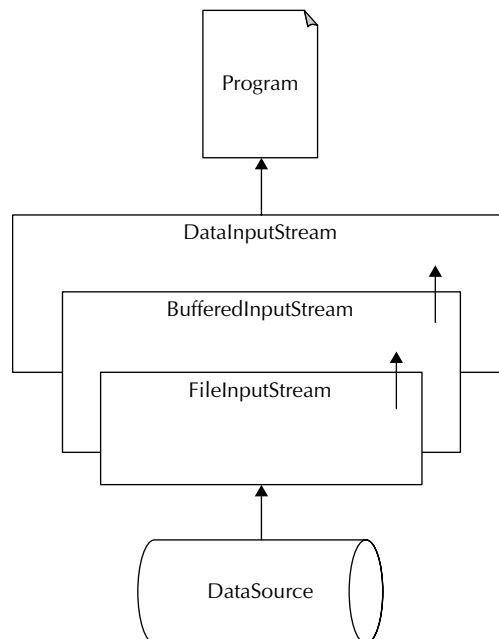 Program
DataInputStream
BufferedInputStream
FileInputStream
DataSource